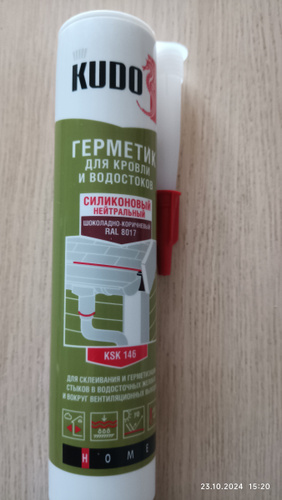 KUDO
ГЕРМЕТИК
ДЛЯ КРОВЛИ
И ВОДОСТОКОВ
СИЛИКОНОВЫЙ
НЕЙТРАЛЬНЫЙ
ШОКОЛАДНО-КОРИЧНЕВЫЙ
RAL 8017
KSK 146
ДЛЯ СКЛЕИВАНИЯ И
СТЫКОВ В ВОДОСТОЧНЫХ
И ВОКРУГ ВЕНТИЛЯЦИОННЫХ
HOME
23.10.2024 15:20